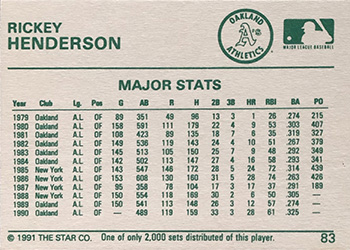 RICKEY
HENDERSON
OAKLAND
A's
ATHLETICS
MAJOR LEAGUE BASEBALL
MAJOR STATS
Year Club Lg. Pos G AB R H 2B 3B HR RBI BA PO
1979 Oakland A.L OF 89 351 49 96 13 3 1 26 .274 215
1980 Oakland A.L OF 158 591 111 179 22 4 9 53 .303 407
1981 Oakland A.L OF 108 423 89 135 18 7 6 35 .319 327
1982 Oakland A.L OF 149 536 119 143 24 4 10 51 .267 379
1983 Oakland A.L OF 145 513 105 150 25 7 9 48 .292 349
1984 Oakland A.L OF 142 502 113 147 27 4 16 58 .293 341
1985 New York A.L OF 143 547 146 172 28 5 24 72 .314 439
1986 New York A.L OF 153 608 130 160 31 5 28 74 .263 426
1987 New York A.L OF 95 358 78 104 17 3 17 37 .291 189
1988 New York A.L OF 140 554 118 169 30 2 6 50 .305
1989 Oakland A.L OF 150 541 113 148 26 3 12 57 .274
1990 Oakland A.L OF 489 119 159 33 3 28 61 .325
© 1991 THE STAR CO. One of only 2,000 sets distributed of this player. 83